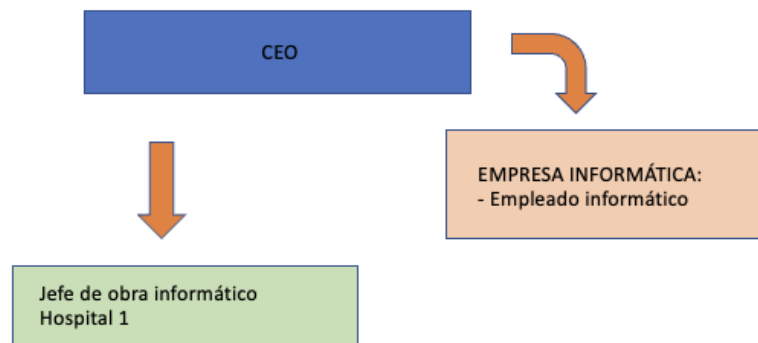 CEO
EMPRESA INFORMÁTICA:
- Empleado informático
Jefe de obra informático
Hospital 1